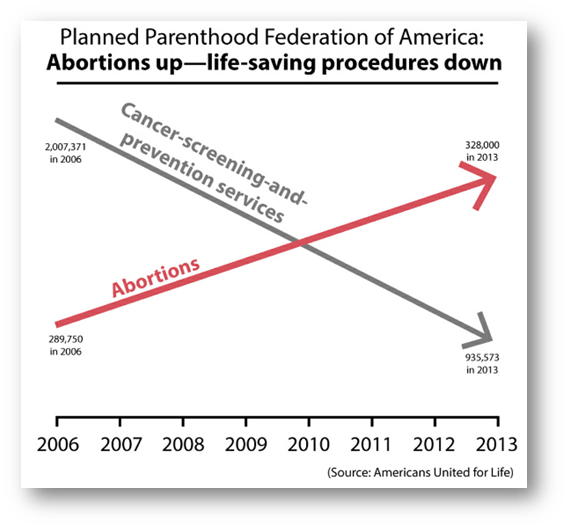 Planned Parenthood Federation of America:
Abortions up—life-saving procedures down
Cancer-screening-and-
prevention services
2,007,371
in 2006
328,000
in 2013
Abortions
289,750
in 2006
935,573
in 2013
2006 2007 2008 2009 2010 2011 2012 2013
(Source: Americans United for Life)